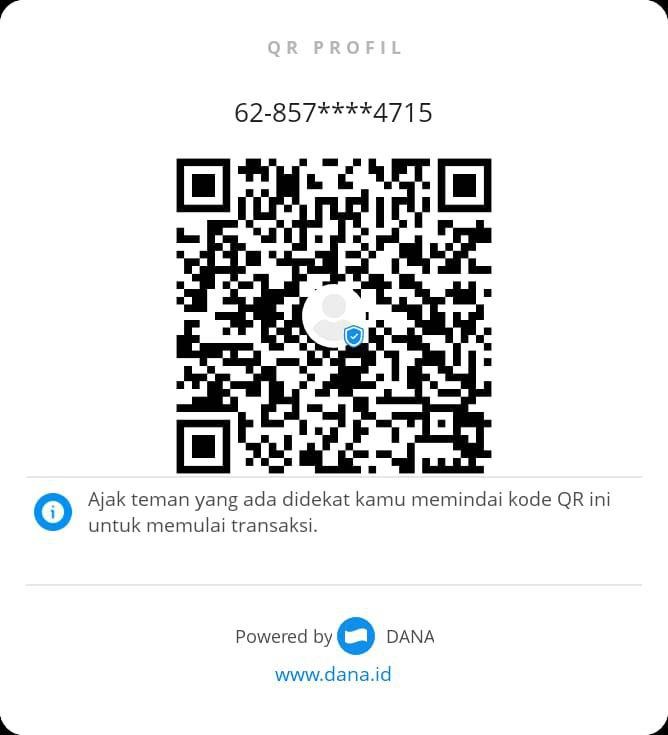 QR PROFIL
62-857****4715
Ajak teman yang ada didekat kamu memindai kode QR ini
untuk memulai transaksi.
Powered by DANA
www.dana.id